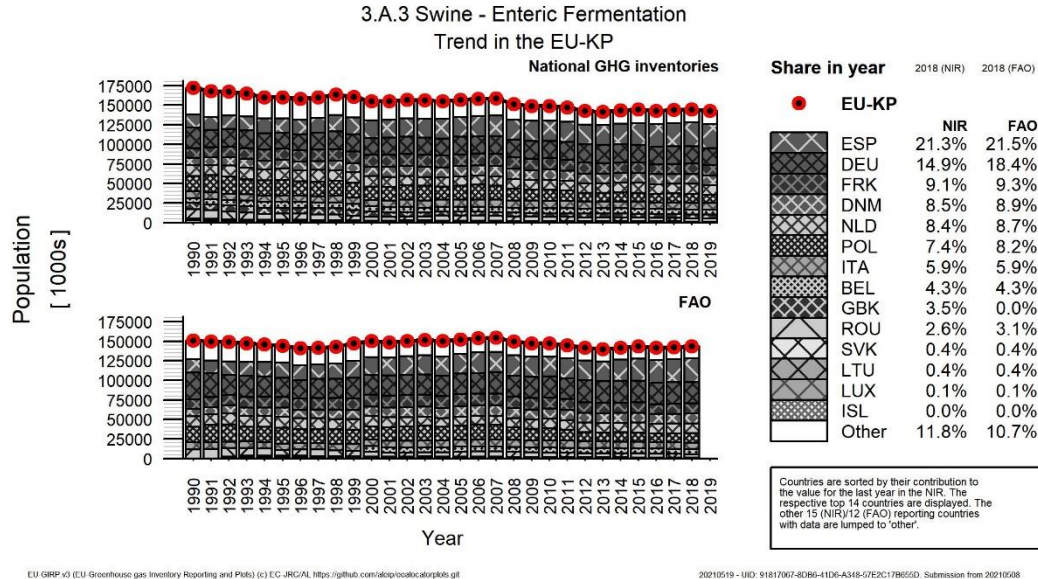 3.A.3 Swine - Enteric Fermentation
Trend in the EU-KP
National GHG inventories
175000
150000
125000
100000
75000
50000
25000
0
1990 1991 1992 1993 1994 1995 1996 1997 1998 1999 2000 2001 2002 2003 2004 2005 2006 2007 2008 2009 2010 2011 2012 2013 2014 2015 2016 2017 2018 2019
Population
[ 1000s]
FAO
175000
150000
125000
100000
75000
50000
25000
0
1990 1991 1992 1993 1994 1995 1996 1997 1998 1999 2000 2001 2002 2003 2004 2005 2006 2007 2008 2009 2010 2011 2012 2013 2014 2015 2016 2017 2018 2019
Year
Share in year 2018 (NIR) 2018 (FAO)
EU-KP
NIR FAO
ESP 21.3% 21.5%
DEU 14.9% 18.4%
FRK 9.1% 9.3%
DNM 8.5% 8.9%
NLD 8.4% 8.7%
POL 7.4% 8.2%
ITA 5.9% 5.9%
BEL 4.3% 4.3%
GBK 3.5% 0.0%
ROU 2.6% 3.1%
SVK 0.4% 0.4%
LTU 0.4% 0.4%
LUX 0.1% 0.1%
ISL 0.0% 0.0%
Other 11.8% 10.7%
Countries are sorted by their contribution to
the value for the last year in the NIR. The
respective top 14 countries are displayed. The
other 15 (NIR)/12 (FAO) reporting countries
with data are lumped to 'other'.
EU-GIRP.v3 (EU-Greenhouse gas Inventory Reporting and Plots) (c) EC-JRC/AL https://github.com/aleip/eealocatorplots.git
20210519 - UID: 91817067-8DB6-41D6-A348-57E2C17B655D. Submission from 20210508